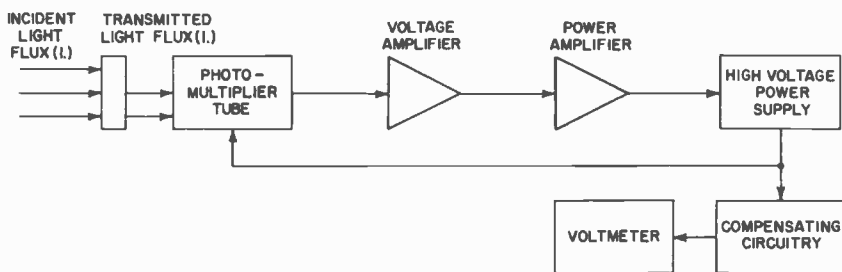 INCIDENT
LIGHT
FLUX (I.)
TRANSMITTED
LIGHT FLUX (I.)
PHOTO-
MULTIPLIER
TUBE
VOLTAGE
AMPLIFIER
POWER
AMPLIFIER
HIGH VOLTAGE
POWER
SUPPLY
VOLTMETER
COMPENSATING
CIRCUITRY